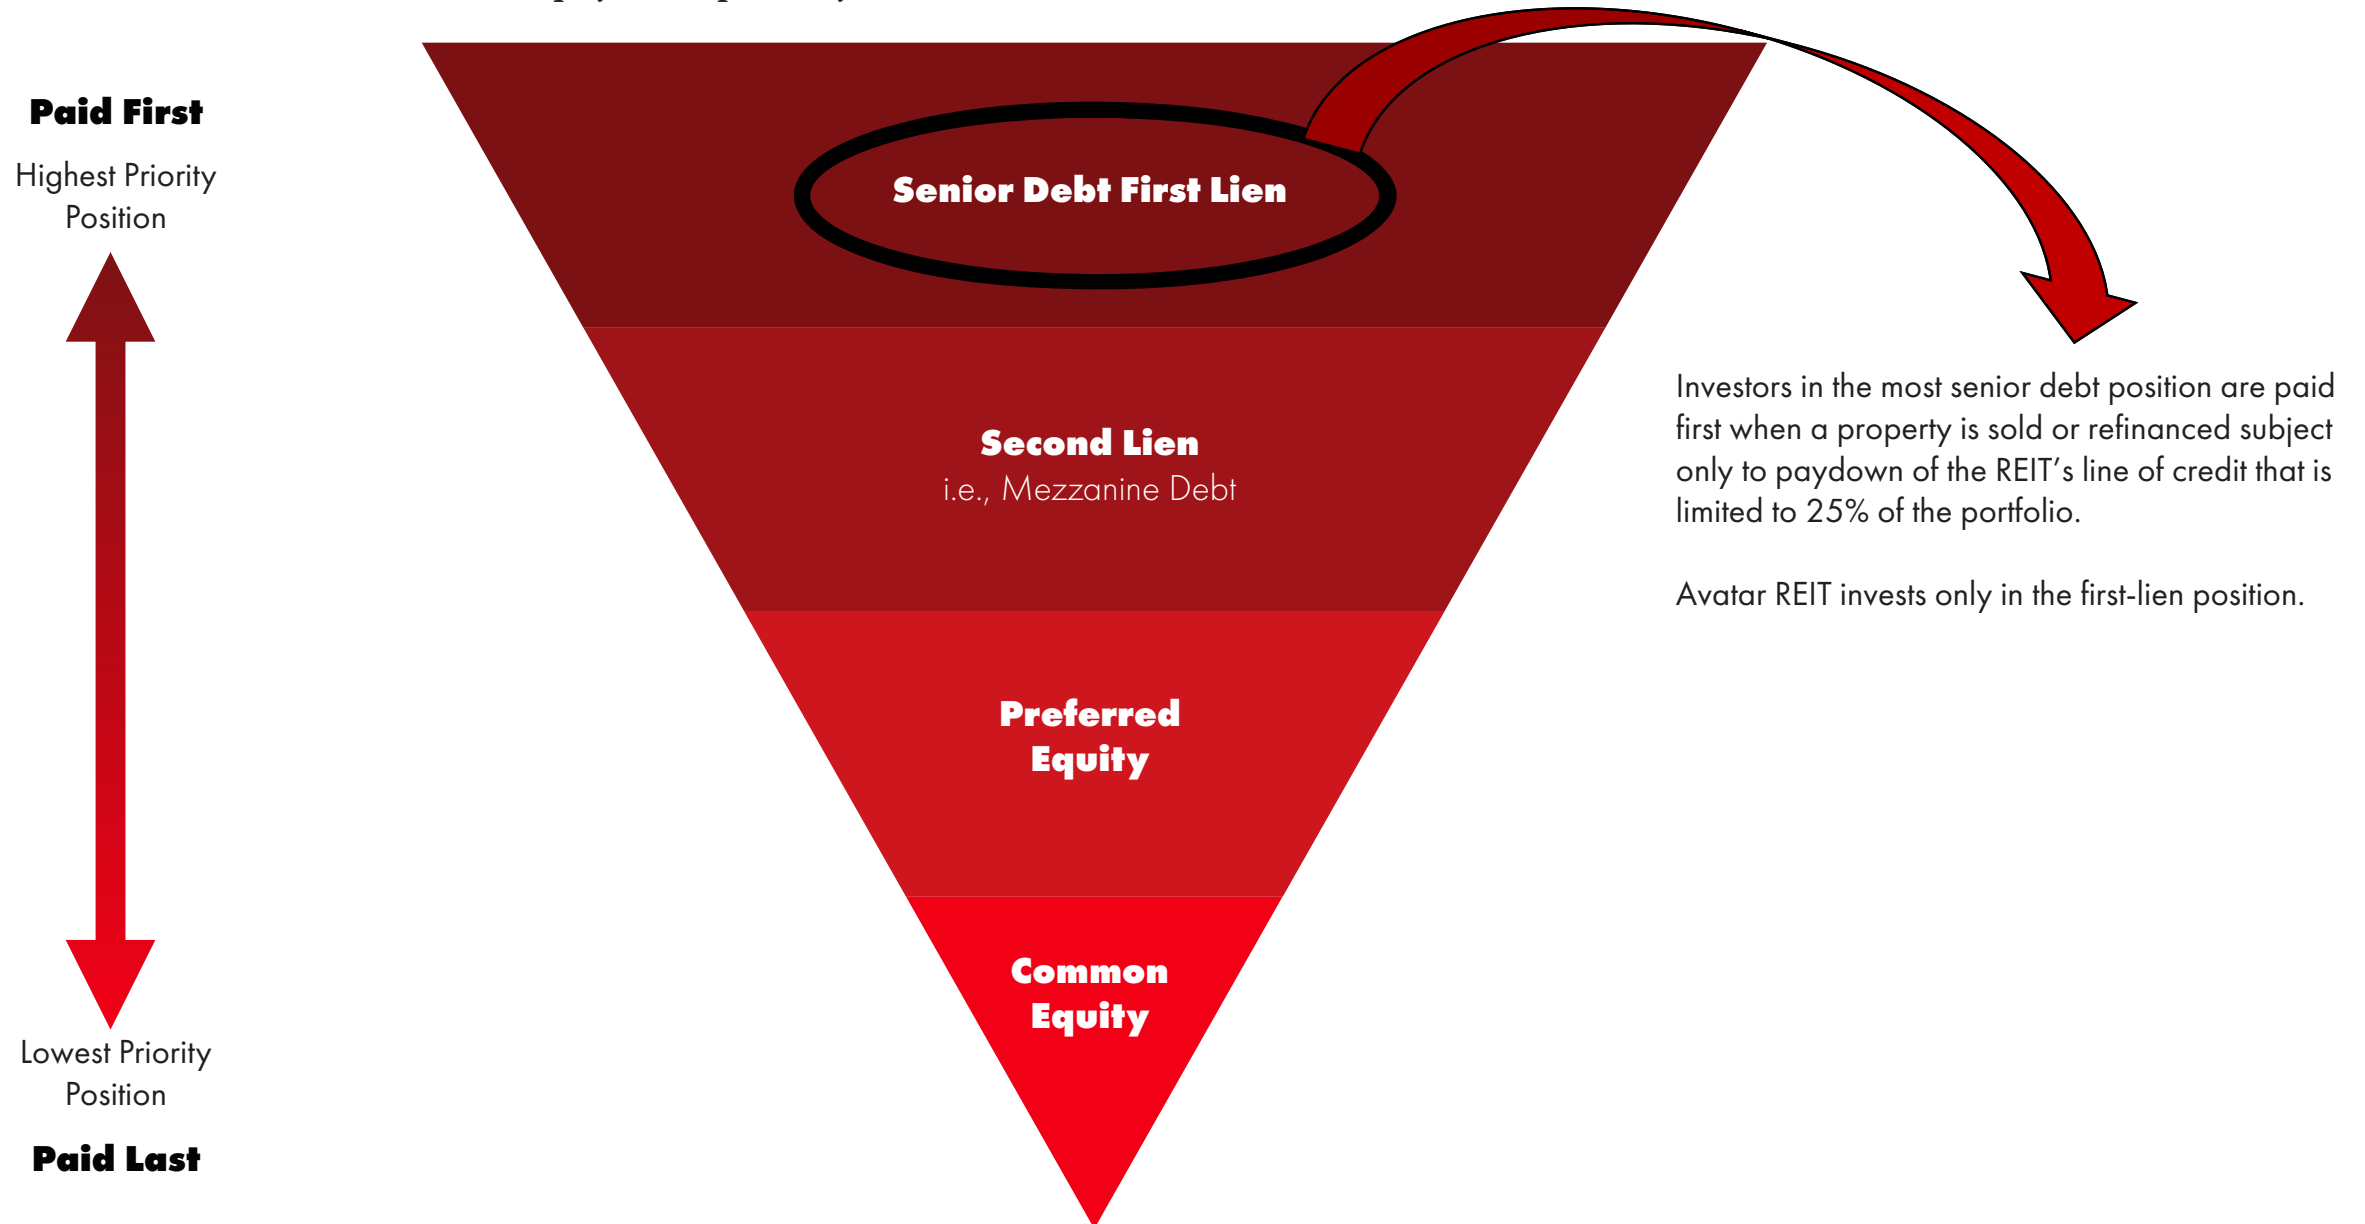 Paid First
Highest Priority
Position
Lowest Priority
Position
Paid Last
Senior Debt First Lien
Second Lien
i.e., Mezzanine Debt
Preferred
Equity
Common
Equity
Investors in the most senior debt position are paid
first when a property is sold or refinanced subject
only to paydown of the REIT’s line of credit that is
limited to 25% of the portfolio.
Avatar REIT invests only in the first-lien position.